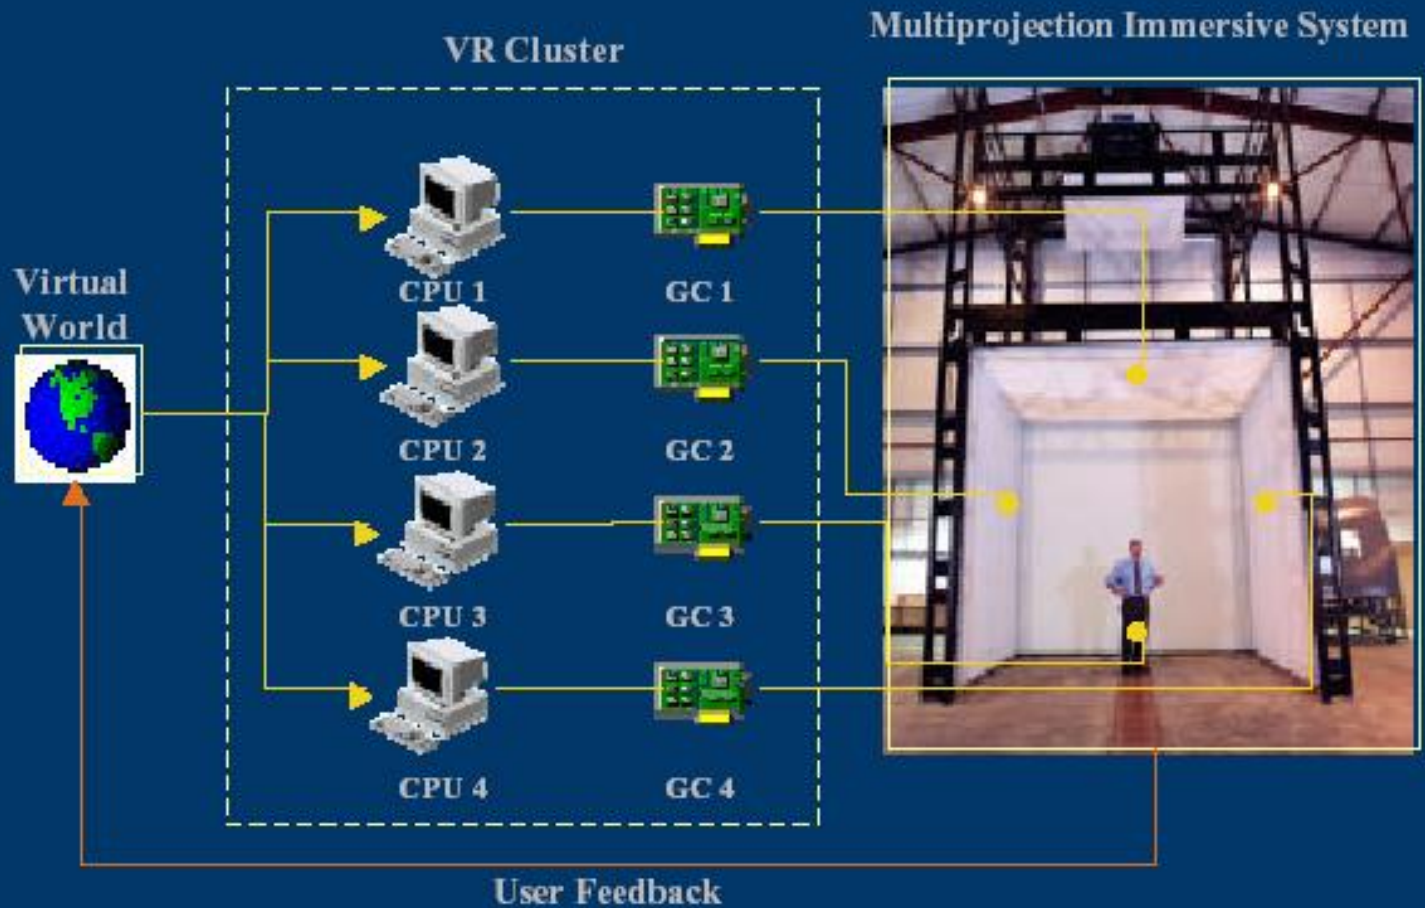 Multiprojection Immersive System
VR Cluster
Virtual
World
CPU 1
GC 1
CPU 2
GC 2
CPU 3
GC 3
CPU 4
GC 4
User Feedback